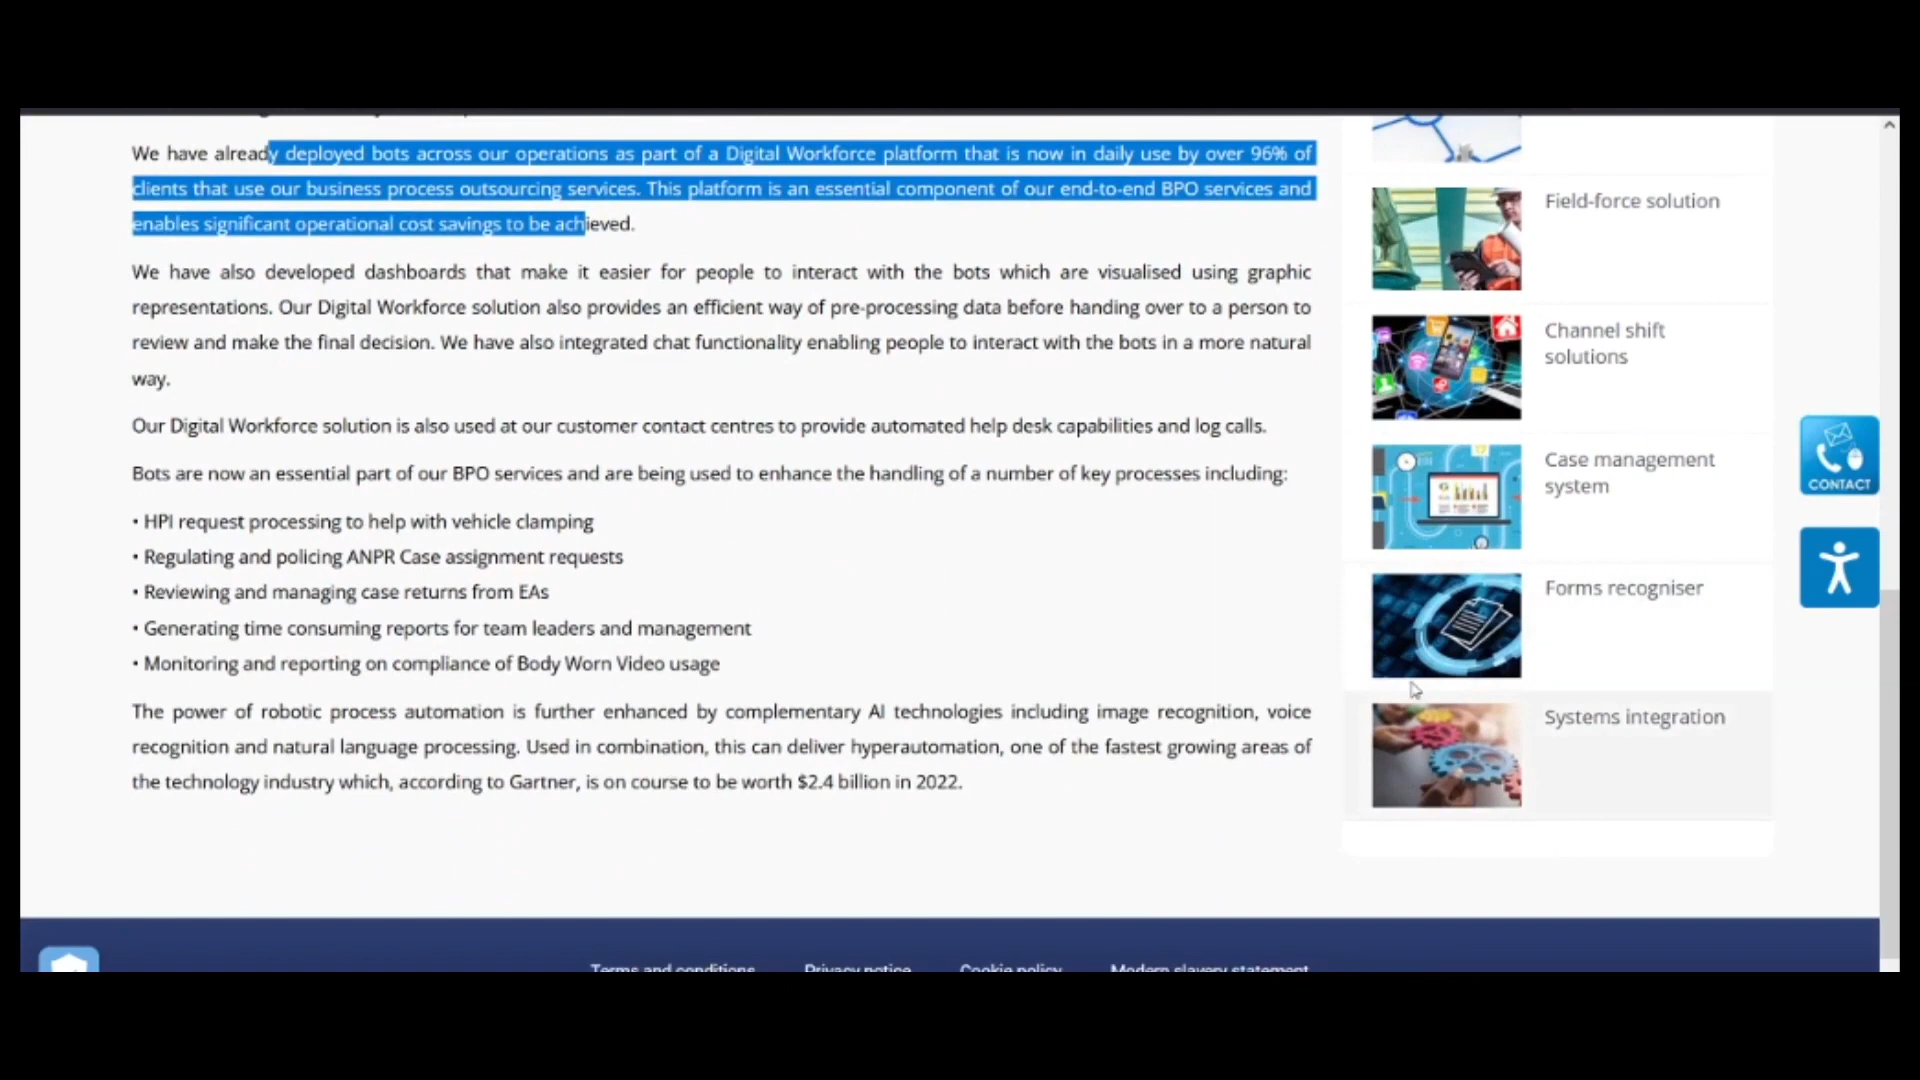 We have already deployed bots across our operations as part of a Digital Workforce platform that is now in daily use by over 96% of
clients that use our business process outsourcing services. This platform is an essential component of our end-to-end BPO services and
enables significant operational cost savings to be achieved.
We have also developed dashboards that make it easier for people to interact with the bots which are visualised using graphic
representations. Our Digital Workforce solution also provides an efficient way of pre-processing data before handing over to a person to
review and make the final decision. We have also integrated chat functionality enabling people to interact with the bots in a more natural
way.
Our Digital Workforce solution is also used at our customer contact centres to provide automated help desk capabilities and log calls.
Bots are now an essential part of our BPO services and are being used to enhance the handling of a number of key processes including:
• HPI request processing to help with vehicle clamping
• Regulating and policing ANPR Case assignment requests
• Reviewing and managing case returns from EAs
• Generating time consuming reports for team leaders and management
• Monitoring and reporting on compliance of Body Worn Video usage
The power of robotic process automation is further enhanced by complementary AI technologies including image recognition, voice
recognition and natural language processing. Used in combination, this can deliver hyperautomation, one of the fastest growing areas of
the technology industry which, according to Gartner, is on course to be worth $2.4 billion in 2022.
Field-force solution
Channel shift
solutions
Case management
system
Forms recogniser
Systems integration
CONTACT
Terms and conditions
Privacy notice
Cookie policy
Modern slavery statement